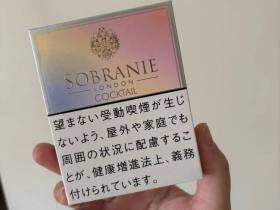 SOBRANIE
LONDON
COCKTAIL
望まない受動喫煙が生じ
ないよう、屋外や家庭でも
周囲の状況に配慮するこ
とが、健康増進法上、義務
付けられています。